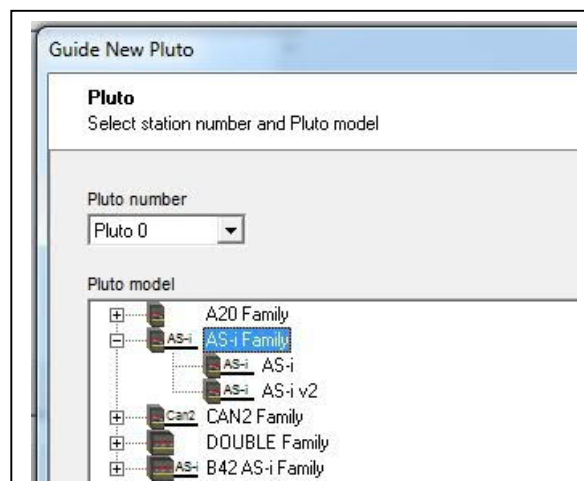 Guide New Pluto
Pluto
Select station number and Pluto model
Pluto number
Pluto 0
Pluto model
A20 Family
AS-i AS-i Family
AS-i AS-i
AS-i AS-i v2
Can2 CAN2 Family
DOUBLE Family
AS-i B42 AS-i Family